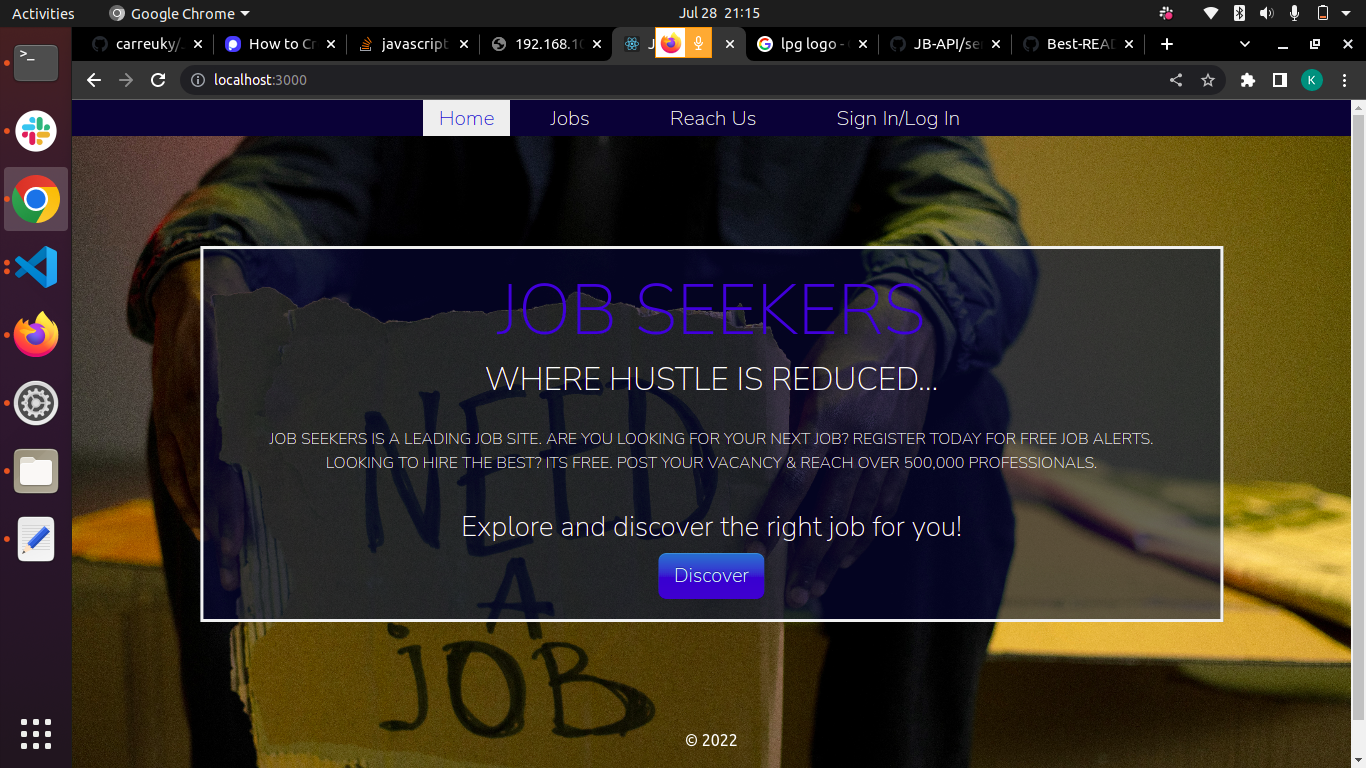 Activities
Google Chrome
Jul 28 21:15
carreuky/
How to Cr
javascript
192.168.10
J
lpg logo -
JB-API/se
Best-READ
localhost:3000
K
Home
Jobs
Reach Us
Sign In/Log In
JOB SEEKERS
WHERE HUSTLE IS REDUCED...
JOB SEEKERS IS A LEADING JOB SITE. ARE YOU LOOKING FOR YOUR NEXT JOB? REGISTER TODAY FOR FREE JOB ALERTS.
LOOKING TO HIRE THE BEST? ITS FREE. POST YOUR VACANCY & REACH OVER 500,000 PROFESSIONALS.
Explore and discover the right job for you!
Discover
NEED
A
JOB
© 2022